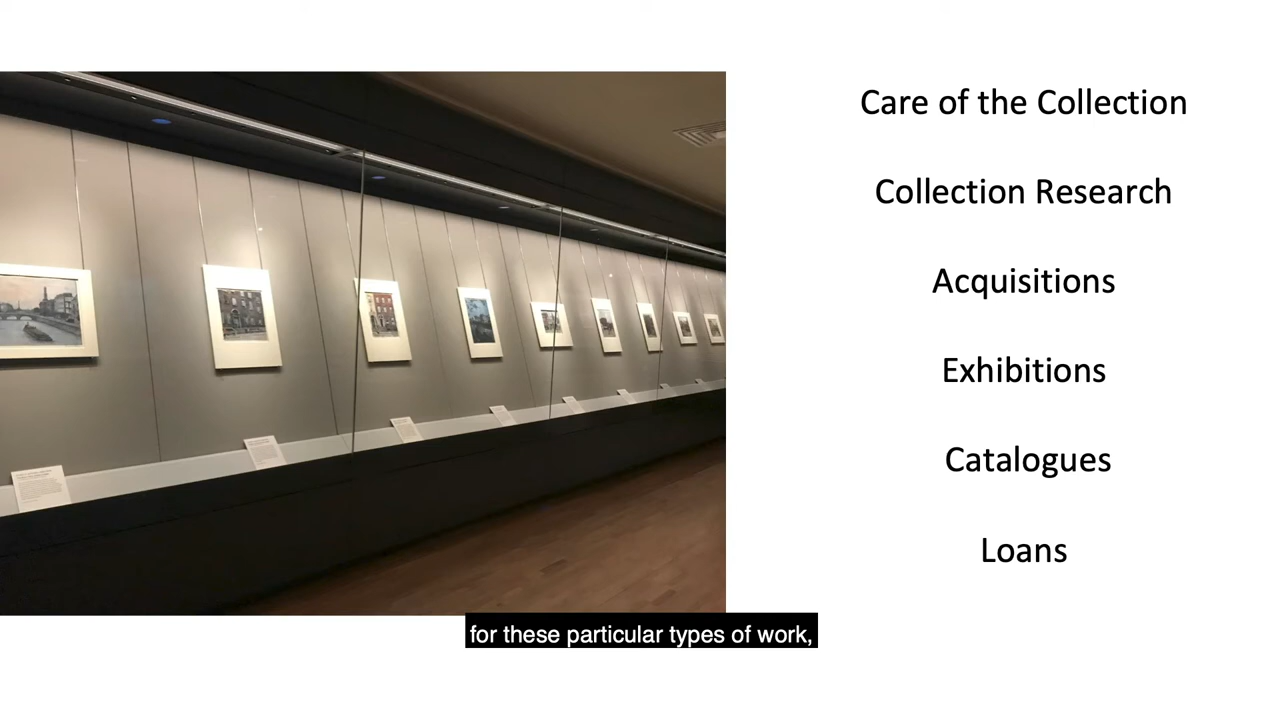 Care of the Collection
Collection Research
Acquisitions
Exhibitions
Catalogues
Loans
for these particular types of work,